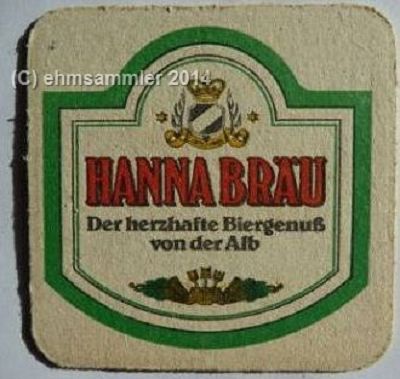 (C) ehmsammler 2014
HANNA BRÄU
Der herzhafte Biergenuß
von der Alb